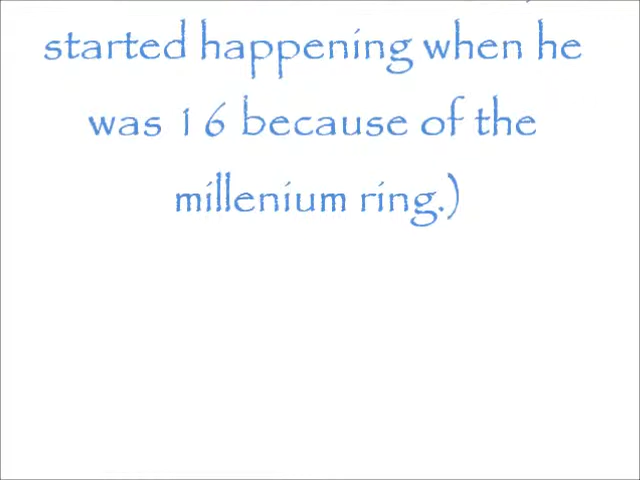 started happening when he
was 16 because of the
millenium ring.)